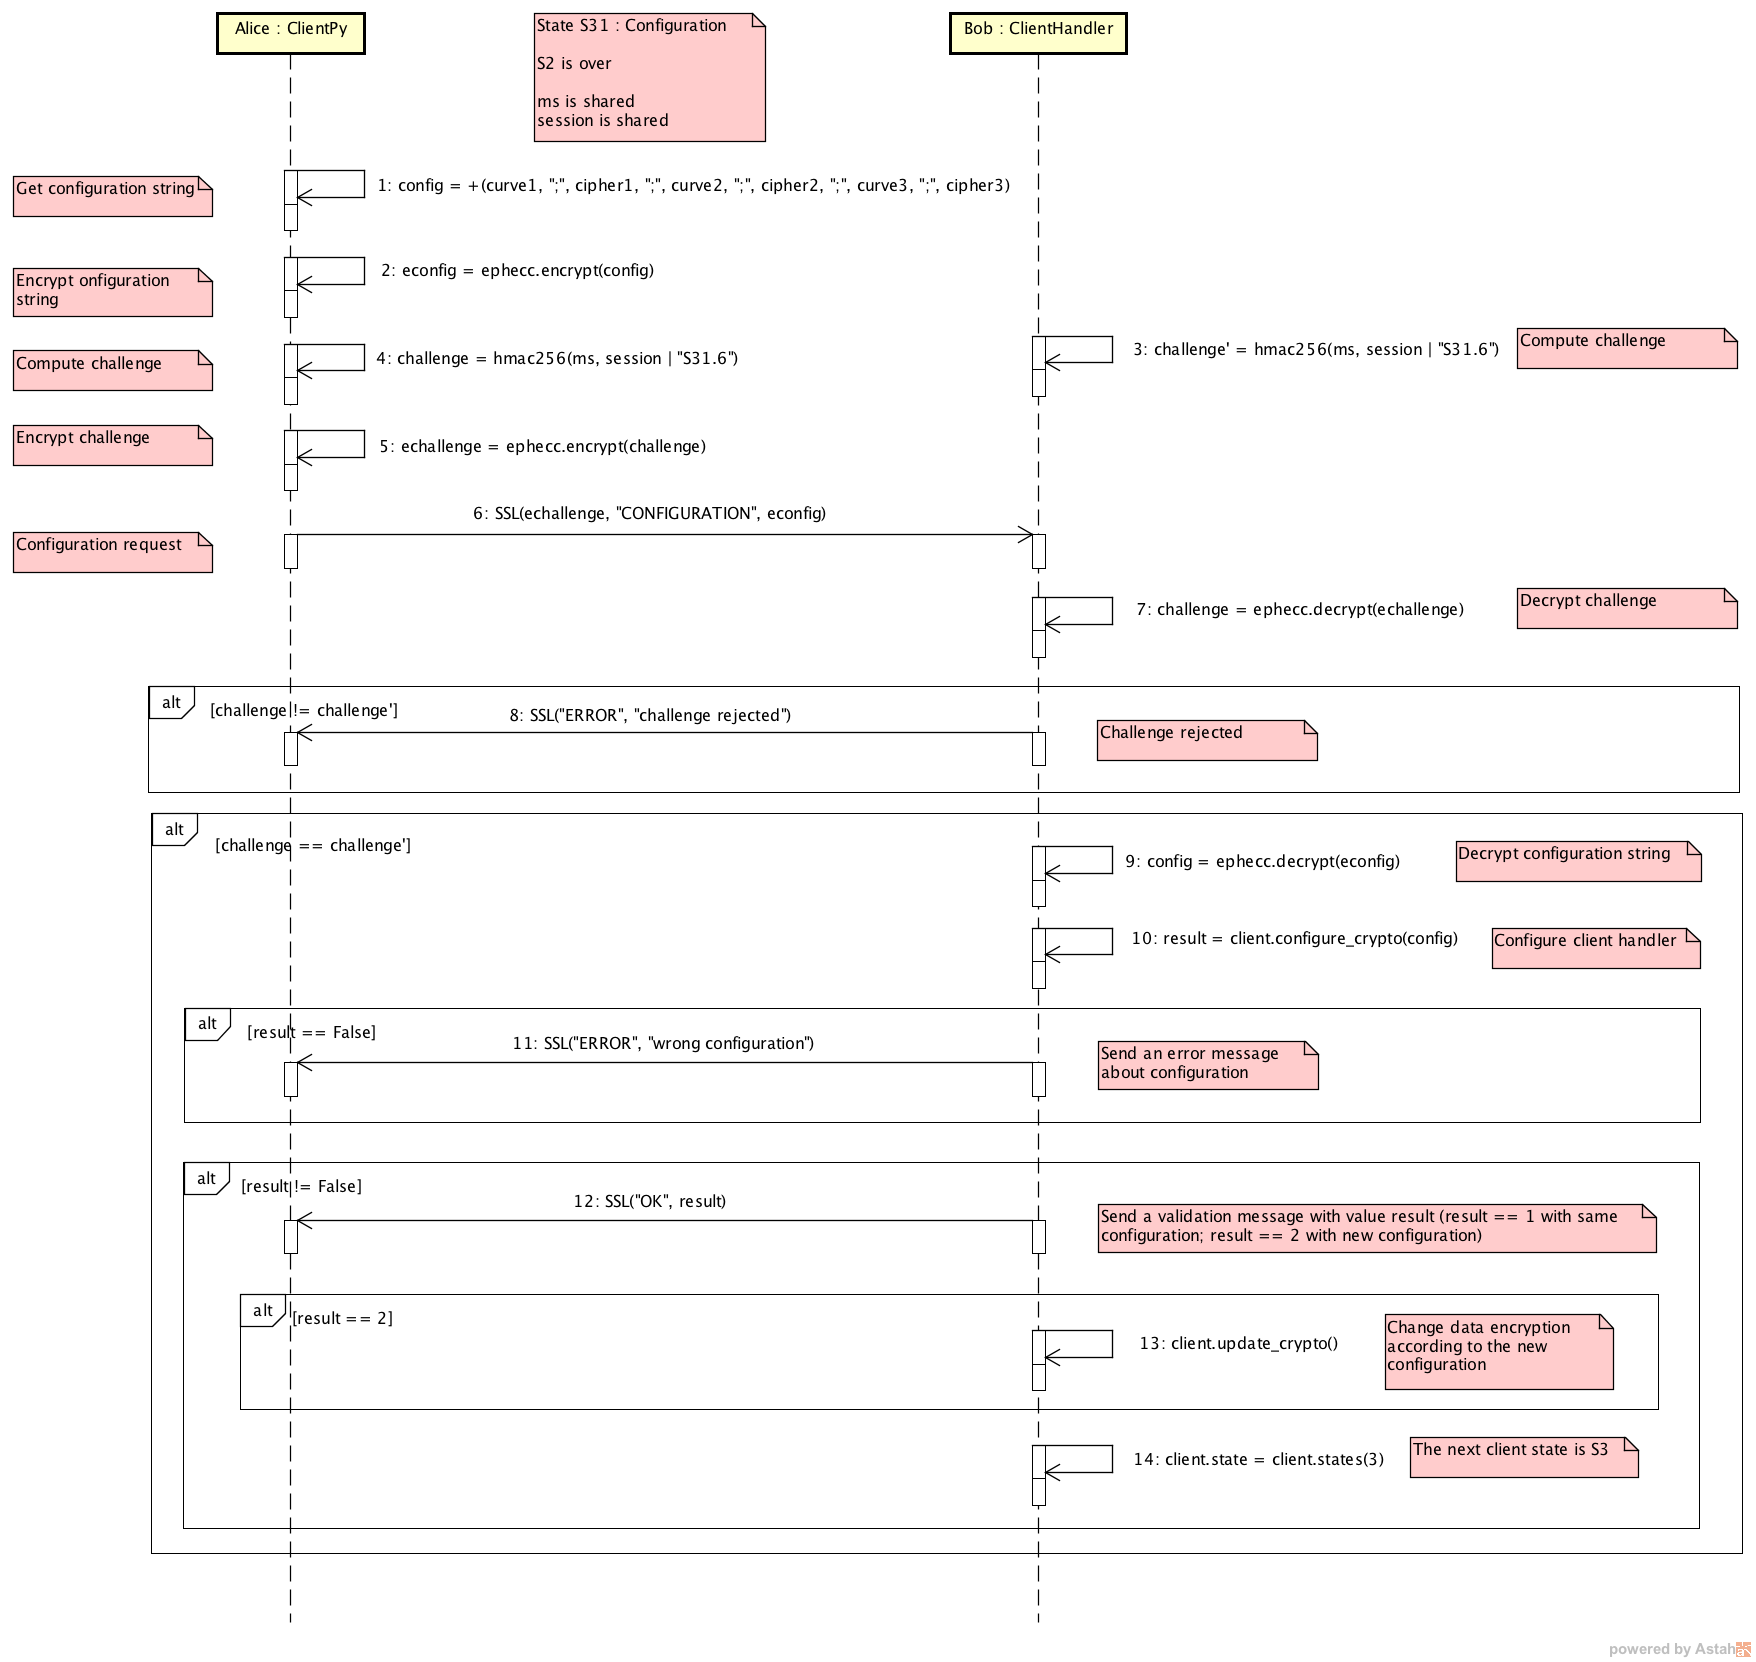 Alice : ClientPy
State S31 : Configuration
S2 is over
ms is shared
session is shared
Bob : ClientHandler
Get configuration string
1: config = +(curve1, ";", cipher1, ";", curve2, ";", cipher2, ";", curve3, ";", cipher3)
Encrypt onfiguration
string
2: econfig = ephecc.encrypt(config)
3: challenge' = hmac256(ms, session | "S31.6")
Compute challenge
Compute challenge
4: challenge = hmac256(ms, session | "S31.6")
Encrypt challenge
5: echallenge = ephecc.encrypt(challenge)
6: SSL(echallenge, "CONFIGURATION", econfig)
Configuration request
7: challenge = ephecc.decrypt(echallenge)
Decrypt challenge
alt
[challenge != challenge']
8: SSL("ERROR", "challenge rejected")
Challenge rejected
alt
[challenge == challenge']
9: config = ephecc.decrypt(econfig)
Decrypt configuration string
10: result = client.configure_crypto(config)
Configure client handler
alt
[result == False]
11: SSL("ERROR", "wrong configuration")
Send an error message
about configuration
alt
[result != False]
12: SSL("OK", result)
Send a validation message with value result (result == 1 with same
configuration; result == 2 with new configuration)
alt
[result == 2]
13: client.update_crypto()
Change data encryption
according to the new
configuration
14: client.state = client.states(3)
The next client state is S3
powered by Astah